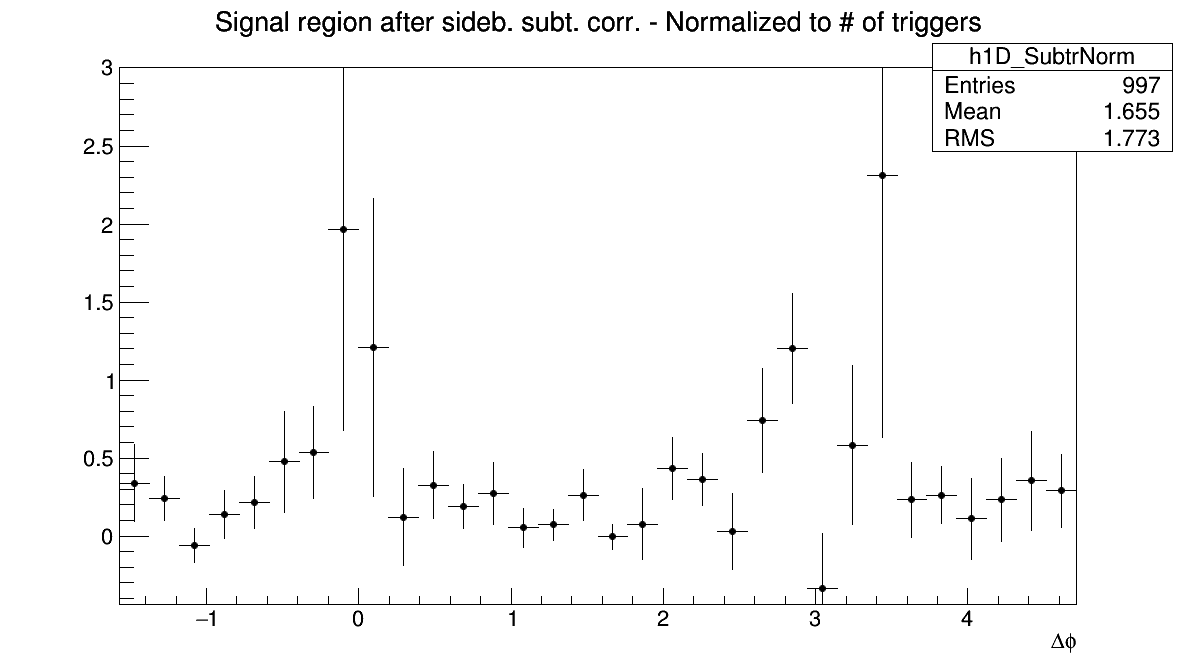 Signal region after sideb. subt. corr. - Normalized to # of triggers
h1D_SubtrNorm
Entries 997
Mean 1.655
RMS 1.773
3
2.5
2
1.5
1
0.5
0
−1 0 1 2 3 4
Δϕ